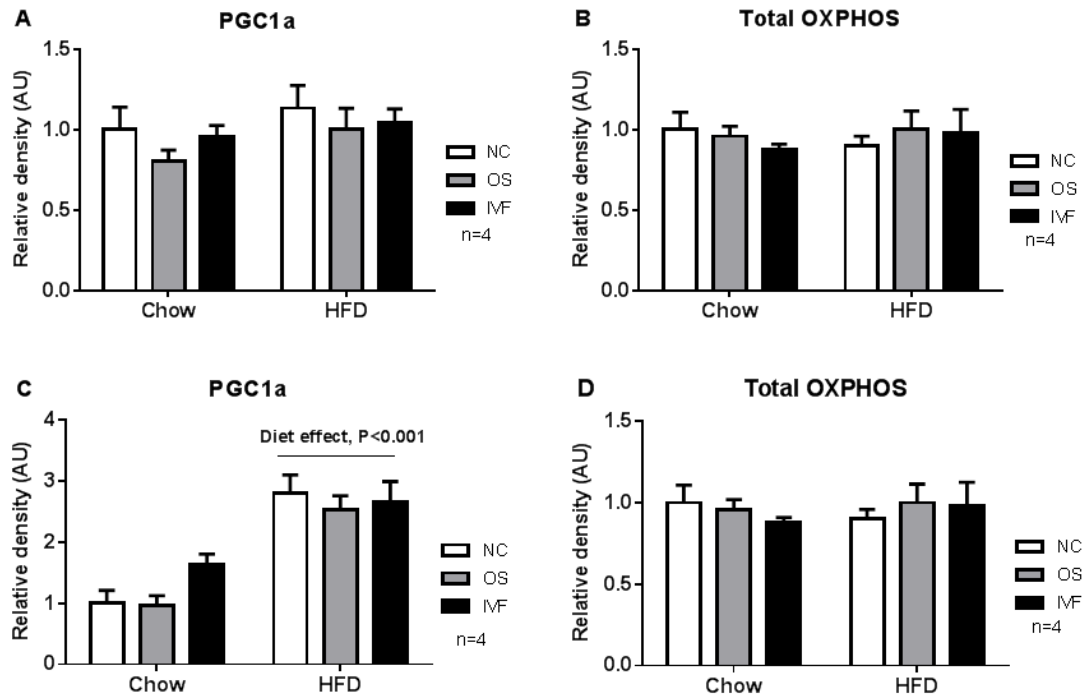 A
PGC1a
Relative density (AU)
1.5
1.0
0.5
0.0
Chow
HFD
NC
OS
IVF
n=4
B
Total OXPHOS
Relative density (AU)
1.5
1.0
0.5
0.0
Chow
HFD
NC
OS
IVF
n=4
C
PGC1a
Relative density (AU)
4
3
2
1
0
Diet effect, P<0.001
Chow
HFD
NC
OS
IVF
n=4
D
Total OXPHOS
Relative density (AU)
1.5
1.0
0.5
0.0
Chow
HFD
NC
OS
IVF
n=4